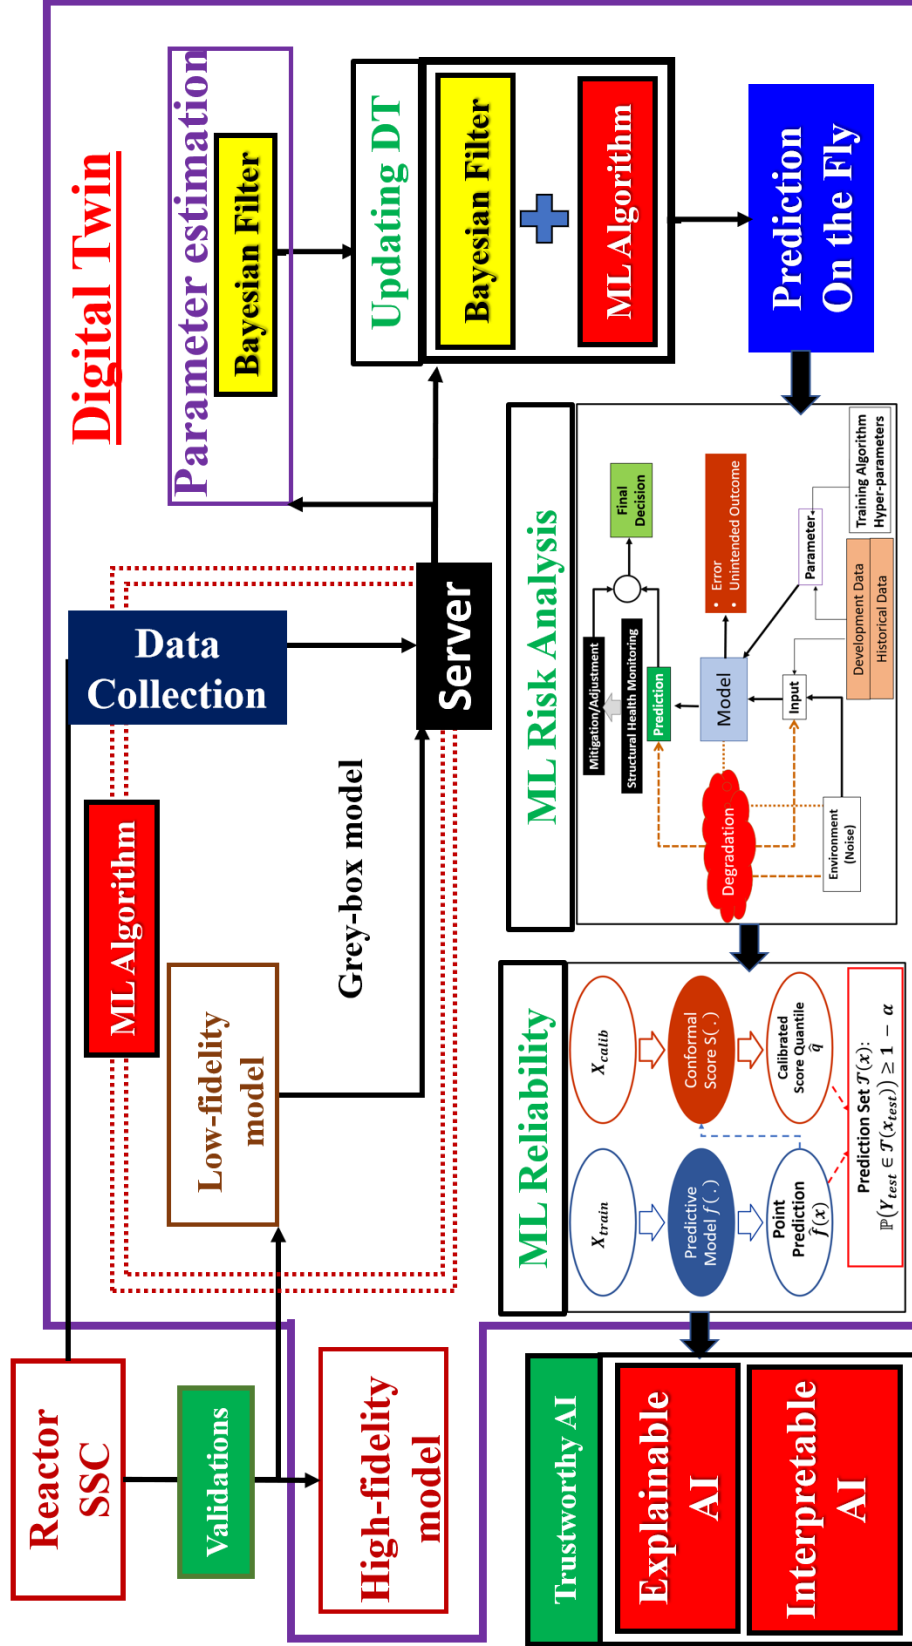 Digital Twin
Reactor
SSC
Validations
High-fidelity
model
ML Algorithm
Low-fidelity
model
Grey-box model
Data
Collection
Server
Parameter estimation
Bayesian Filter
Updating DT
Bayesian Filter
ML Algorithm
Prediction
On the Fly
ML Risk Analysis
Mitigation/Adjustment
Structural Health Monitoring
Prediction
Final
Decision
Degradation
Model
• Error
• Unintended Outcome
Input
Parameter
Environment
(Noise)
Development Data
Historical Data
Training Algorithm
Hyper-parameters
ML Reliability
X_train
X_calib
Predictive
Model f(.)
Conformal
Score S(.)
Point
Prediction
f̂(x)
Calibrated
Score Quantile
q̂
Prediction Set 𝒯(x):
ℙ(Y_test ∈ 𝒯(x_test)) ≥ 1 − α
Trustworthy AI
Explainable
AI
Interpretable
AI